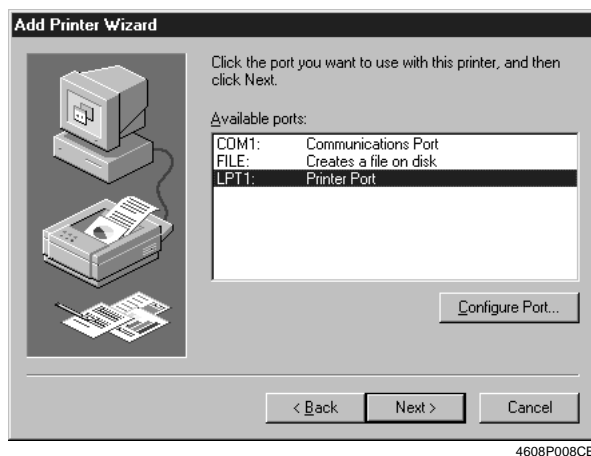 Add Printer Wizard
Click the port you want to use with this printer, and then
click Next.
Available ports:
COM1: Communications Port
FILE: Creates a file on disk
LPT1: Printer Port
Configure Port...
< Back Next > Cancel
4608P008CE